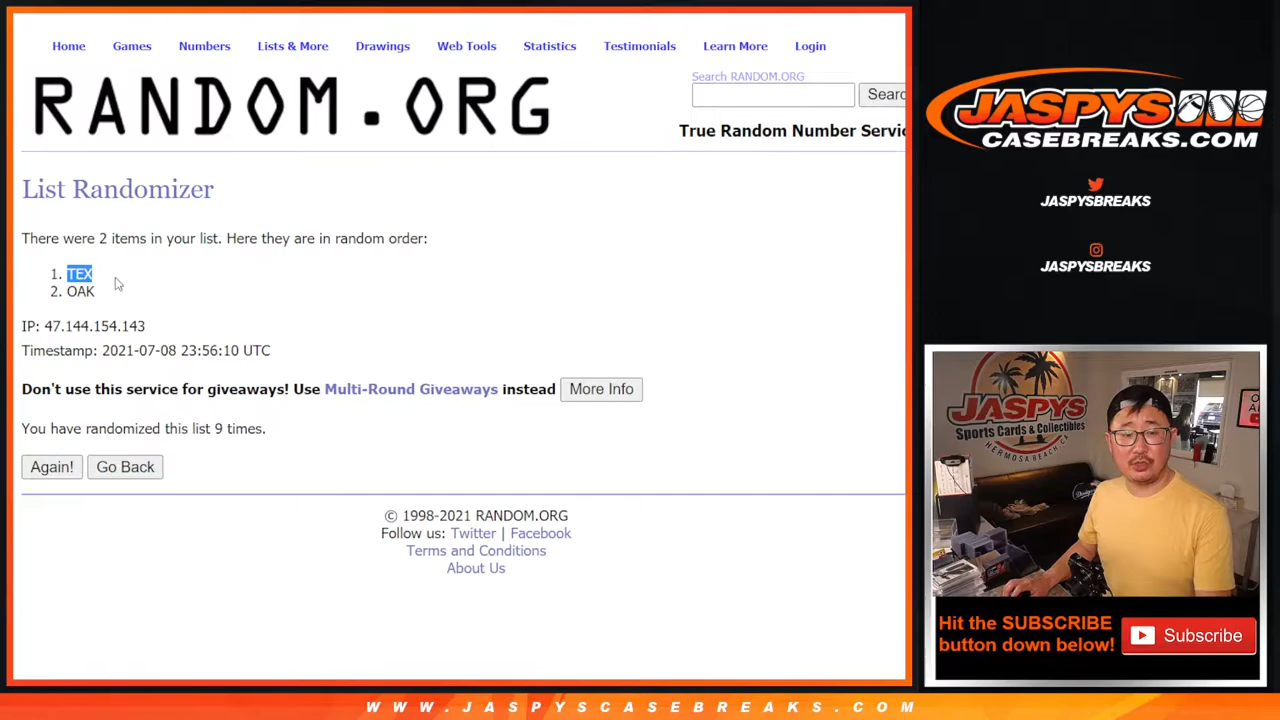 Home Games Numbers Lists & More Drawings Web Tools Statistics Testimonials Learn More Login
RANDOM.ORG
Search RANDOM.ORG
Searc
True Random Number Servic
List Randomizer
There were 2 items in your list. Here they are in random order:
1. TEX
2. OAK
IP: 47.144.154.143
Timestamp: 2021-07-08 23:56:10 UTC
Don't use this service for giveaways! Use Multi-Round Giveaways instead More Info
You have randomized this list 9 times.
Again! Go Back
© 1998-2021 RANDOM.ORG
Follow us: Twitter | Facebook
Terms and Conditions
About Us
JASPYS
CASEBREAKS.COM
JASPYSBREAKS
JASPYSBREAKS
JASPYS
Sports Cards & Collectibles
HERMOSA BEACH, CA
Dodgers
Hit the SUBSCRIBE
button down below!
Subscribe
WWW.JASPYSCASEBREAKS.COM